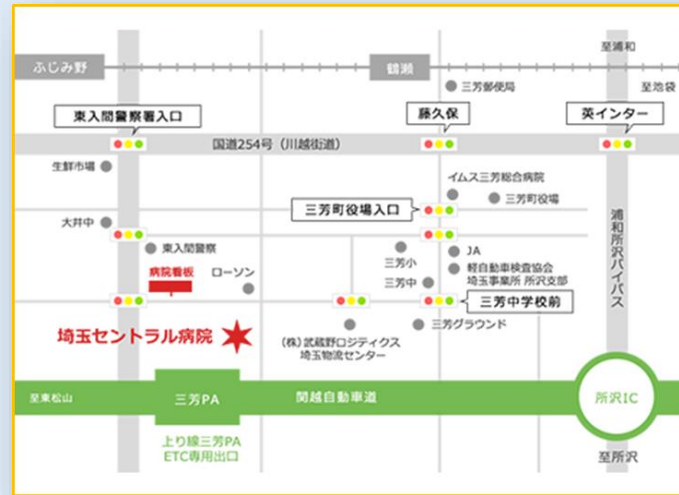 至浦和
ふじみ野
鶴瀬
三芳郵便局
至池袋
東入間警察署入口
藤久保
英インター
国道254号（川越街道）
生鮮市場
イムス三芳総合病院
三芳町役場
三芳町役場入口
大井中
浦和所沢バイパス
東入間警察
三芳小
JA
病院看板
ローソン
三芳中
軽自動車検査協会
埼玉事業所 所沢支部
三芳中学校前
埼玉セントラル病院
(株)武蔵野ロジティクス
埼玉物流センター
三芳グラウンド
至東松山
三芳PA
関越自動車道
所沢IC
上り線三芳PA
ETC専用出口
至所沢